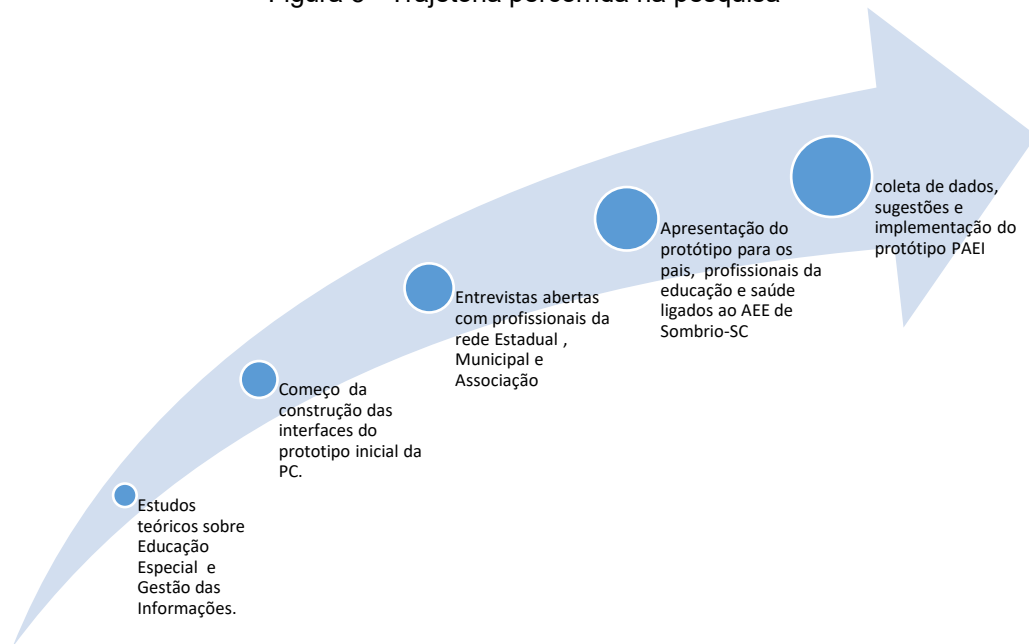 Trajetória percorrida na pesquisa
Estudos
teóricos sobre
Educação
Especial e
Gestão das
Informações.
Começo da
construção das
interfaces do
prototipo inicial da
PC.
Entrevistas abertas
com profissionais da
rede Estadual ,
Municipal e
Associação
Apresentação do
protótipo para os
pais, profissionais da
educação e saúde
ligados ao AEE de
Sombrio-SC
coleta de dados,
sugestões e
implementação do
protótipo PAEI